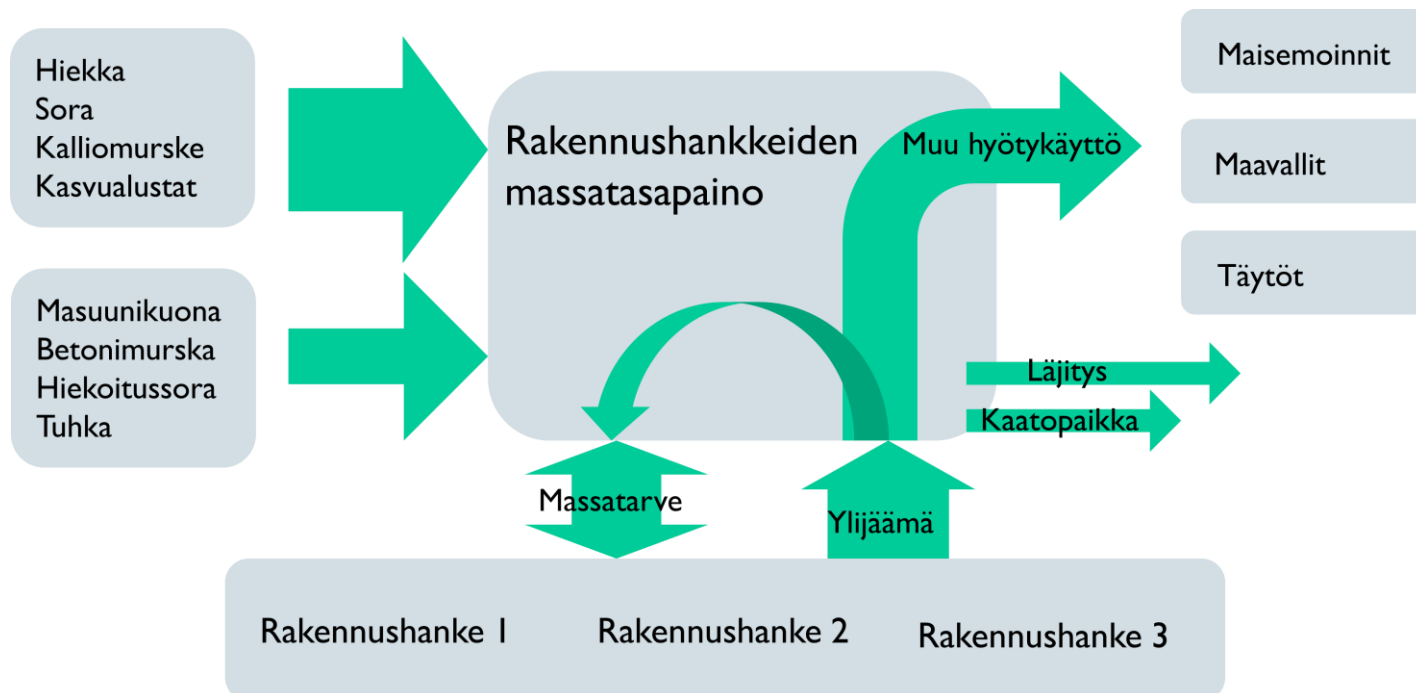 Hiekka
Sora
Kalliomurske
Kasvualustat
Masuunikuona
Betonimurska
Hiekoitussora
Tuhka
Rakennushankkeiden
massatasapaino
Muu hyötykäyttö
Maisemoinnit
Maavallit
Täytöt
Läjitys
Kaatopaikka
Massatarve
Ylijäämä
Rakennushanke 1
Rakennushanke 2
Rakennushanke 3